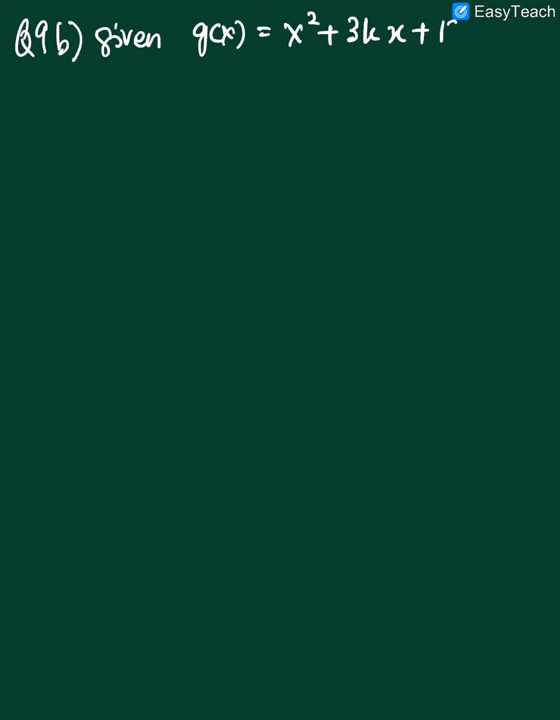 EasyTeach
Q9b) given g(x) = x² + 3kx + 1